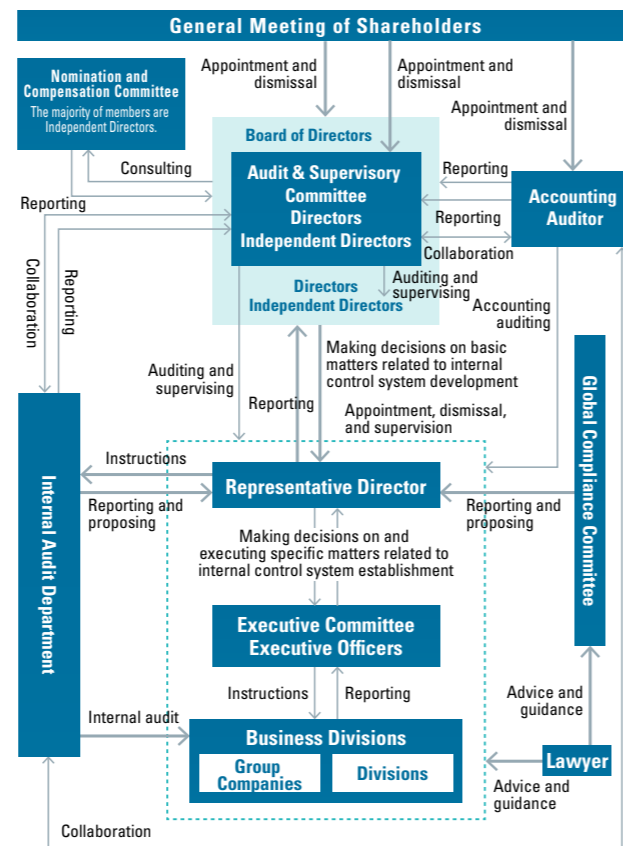 General Meeting of Shareholders
Appointment and
dismissal
Appointment and
dismissal
Appointment and
dismissal
Nomination and
Compensation Committee
The majority of members are
Independent Directors.
Board of Directors
Consulting
Reporting
Audit & Supervisory
Committee
Directors
Independent Directors
Reporting
Reporting
Collaboration
Accounting
Auditor
Collaboration
Reporting
Directors
Independent Directors
Auditing and
supervising
Accounting
auditing
Making decisions on basic
matters related to internal
control system development
Auditing and
supervising
Reporting
Appointment, dismissal,
and supervision
Global Compliance Committee
Internal Audit
Department
Instructions
Reporting and
proposing
Representative Director
Reporting and
proposing
Making decisions on and
executing specific matters related to
internal control system establishment
Executive Committee
Executive Officers
Instructions
Reporting
Advice and
guidance
Internal audit
Business Divisions
Group
Companies
Divisions
Lawyer
Advice and
guidance
Collaboration